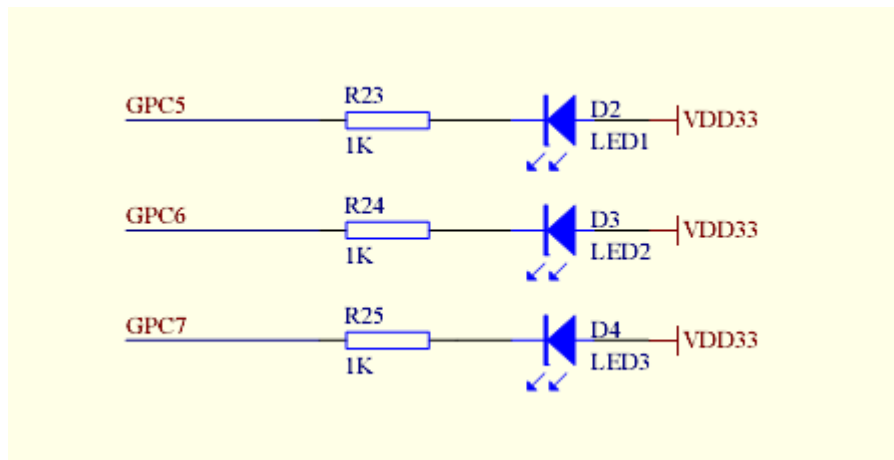 GPC5
R23
1K
D2
LED1
VDD33
GPC6
R24
1K
D3
LED2
VDD33
GPC7
R25
1K
D4
LED3
VDD33